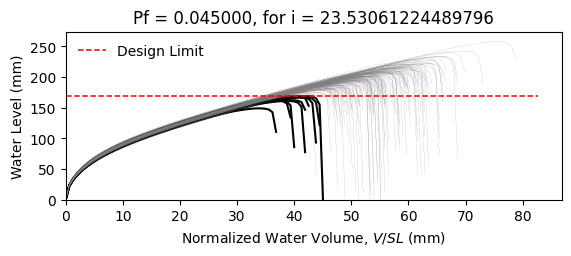 Pf = 0.045000, for i = 23.53061224489796
Design Limit
Water Level (mm)
250
200
150
100
50
0
0 10 20 30 40 50 60 70 80
Normalized Water Volume, V/SL (mm)